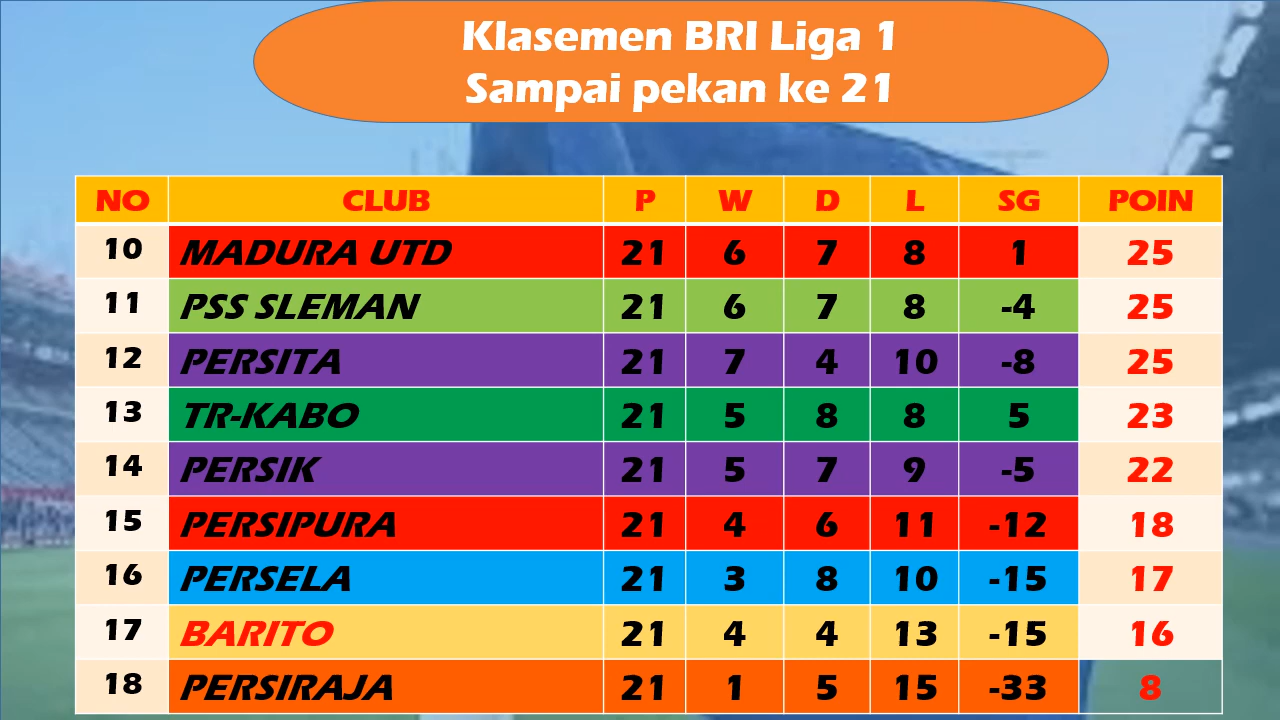 Klasemen BRI Liga 1
Sampai pekan ke 21
NO CLUB P W D L SG POIN
10 MADURA UTD 21 6 7 8 1 25
11 PSS SLEMAN 21 6 7 8 -4 25
12 PERSITA 21 7 4 10 -8 25
13 TR-KABO 21 5 8 8 5 23
14 PERSIK 21 5 7 9 -5 22
15 PERSIPURA 21 4 6 11 -12 18
16 PERSELA 21 3 8 10 -15 17
17 BARITO 21 4 4 13 -15 16
18 PERSIRAJA 21 1 5 15 -33 8